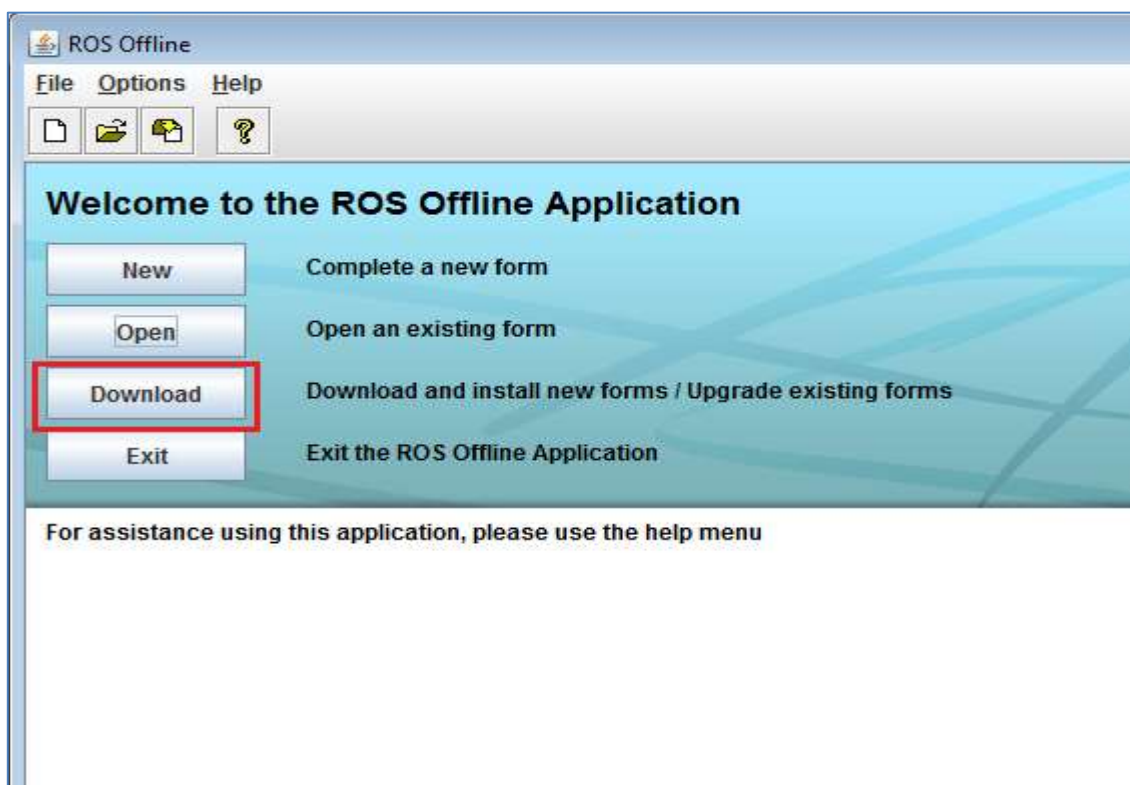 ROS Offline
File Options Help
Welcome to the ROS Offline Application
New Complete a new form
Open Open an existing form
Download Download and install new forms / Upgrade existing forms
Exit Exit the ROS Offline Application
For assistance using this application, please use the help menu